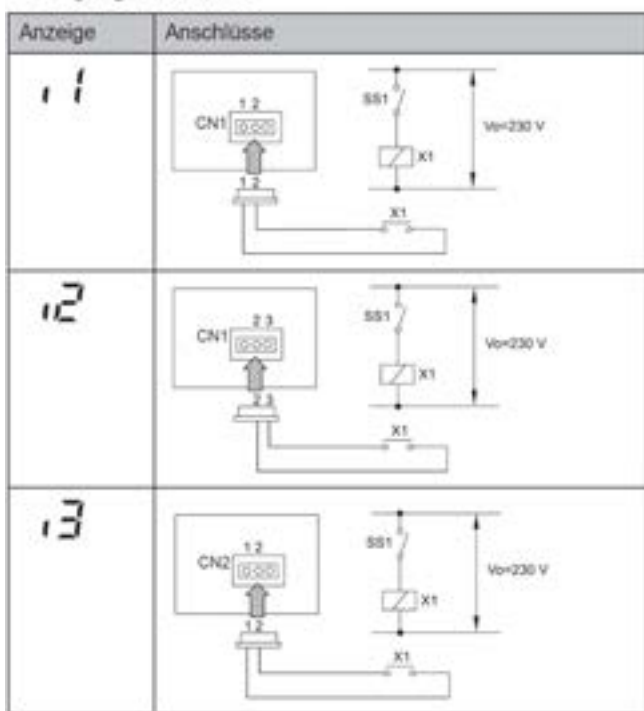 Anzeige Anschlüsse
i1
1 2
CN1
1 2
X1
SS1
X1
Vo=230 V
i2
2 3
CN1
2 3
X1
SS1
X1
Vo=230 V
i3
1 2
CN2
1 2
X1
SS1
X1
Vo=230 V